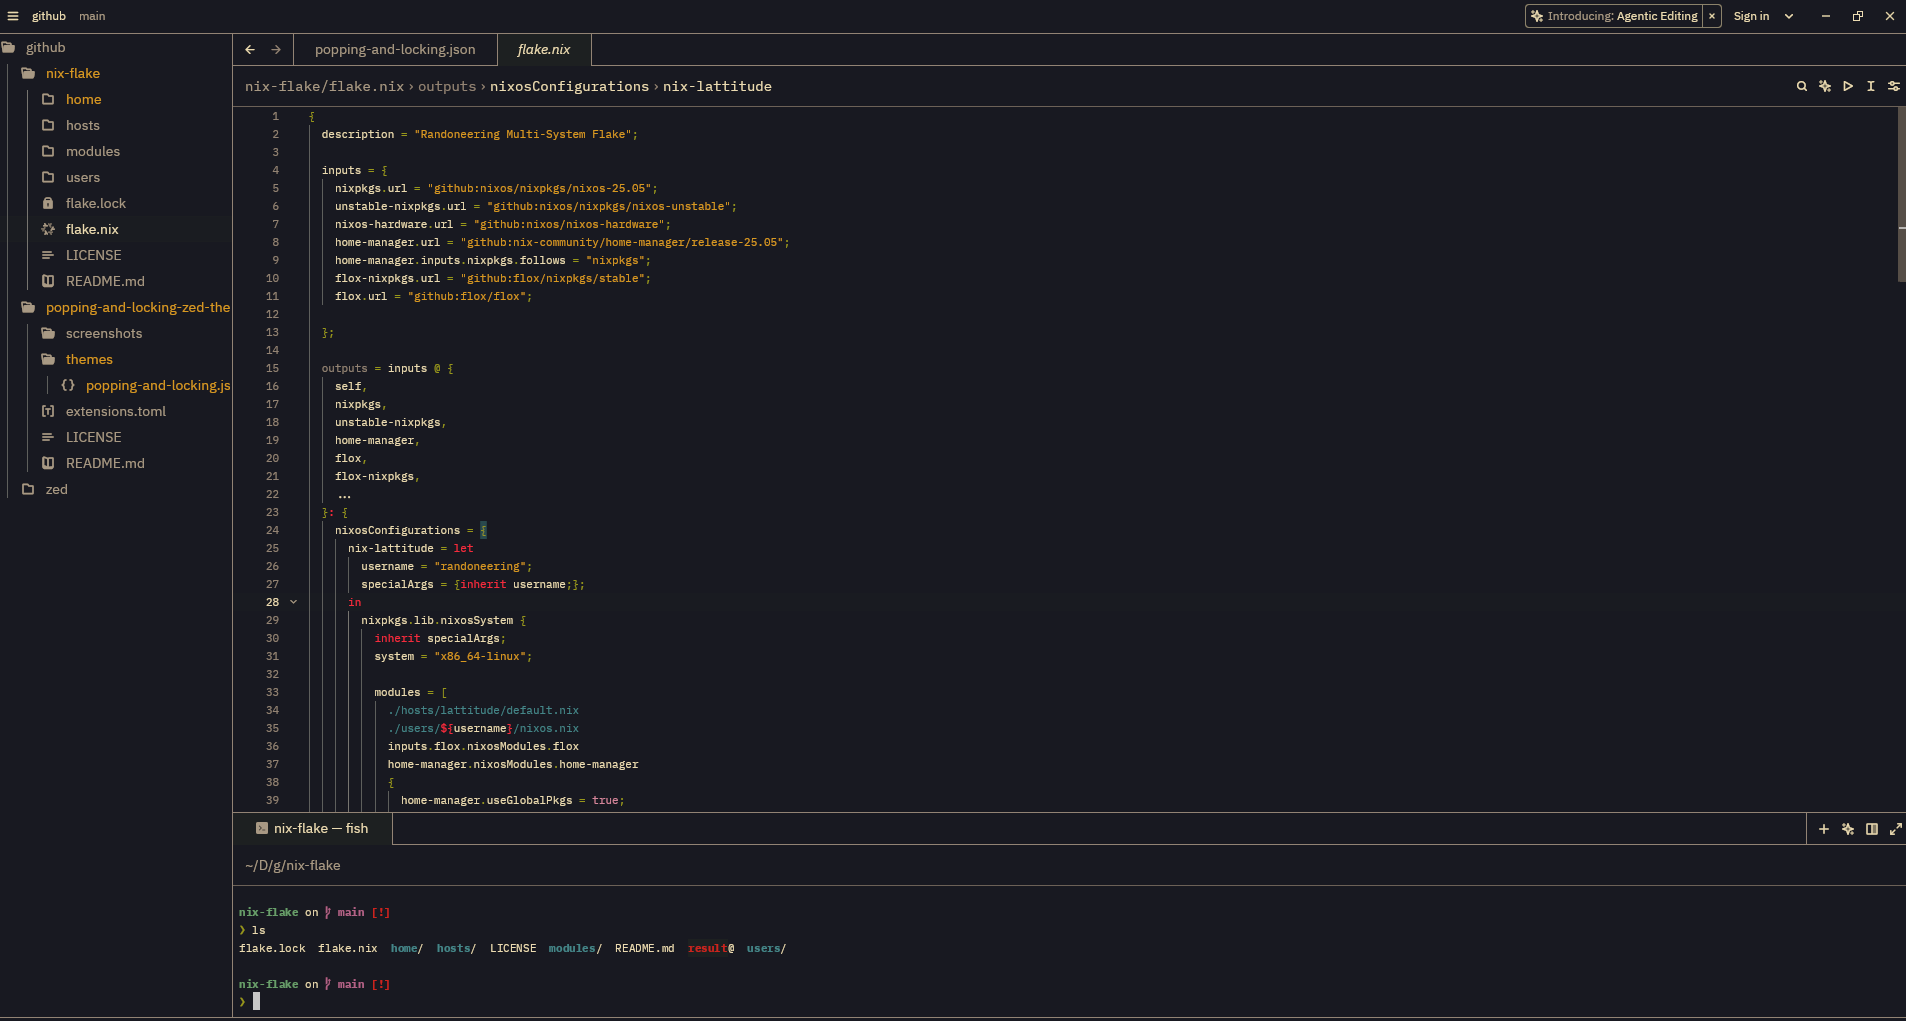 github main Introducing: Agentic Editing × Sign in
github
nix-flake
home
hosts
modules
users
flake.lock
flake.nix
LICENSE
README.md
popping-and-locking-zed-the
screenshots
themes
{} popping-and-locking.js
extensions.toml
LICENSE
README.md
zed
popping-and-locking.json flake.nix
nix-flake/flake.nix › outputs › nixosConfigurations › nix-lattitude
1 {
2 description = "Randoneering Multi-System Flake";
3
4 inputs = {
5 nixpkgs.url = "github:nixos/nixpkgs/nixos-25.05";
6 unstable-nixpkgs.url = "github:nixos/nixpkgs/nixos-unstable";
7 nixos-hardware.url = "github:nixos/nixos-hardware";
8 home-manager.url = "github:nix-community/home-manager/release-25.05";
9 home-manager.inputs.nixpkgs.follows = "nixpkgs";
10 flox-nixpkgs.url = "github:flox/nixpkgs/stable";
11 flox.url = "github:flox/flox";
12
13 };
14
15 outputs = inputs @ {
16 self,
17 nixpkgs,
18 unstable-nixpkgs,
19 home-manager,
20 flox,
21 flox-nixpkgs,
22 ...
23 }: {
24 nixosConfigurations = {
25 nix-lattitude = let
26 username = "randoneering";
27 specialArgs = {inherit username;};
28 in
29 nixpkgs.lib.nixosSystem {
30 inherit specialArgs;
31 system = "x86_64-linux";
32
33 modules = [
34 ./hosts/lattitude/default.nix
35 ./users/${username}/nixos.nix
36 inputs.flox.nixosModules.flox
37 home-manager.nixosModules.home-manager
38 {
39 home-manager.useGlobalPkgs = true;
nix-flake — fish
~/D/g/nix-flake
nix-flake on main [!]
❯ ls
flake.lock flake.nix home/ hosts/ LICENSE modules/ README.md result@ users/
nix-flake on main [!]
❯